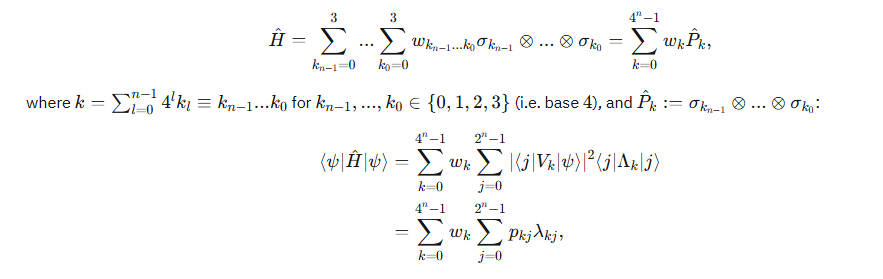 Ĥ = ∑_{k_{n−1}=0}^{3} ... ∑_{k_0=0}^{3} w_{k_{n−1}...k_0} σ_{k_{n−1}} ⊗ ... ⊗ σ_{k_0} = ∑_{k=0}^{4^n−1} w_k P̂_k,
where k = ∑_{l=0}^{n−1} 4^l k_l ≡ k_{n−1}...k_0 for k_{n−1}, ..., k_0 ∈ {0, 1, 2, 3} (i.e. base 4), and P̂_k := σ_{k_{n−1}} ⊗ ... ⊗ σ_{k_0}:
⟨ψ|Ĥ|ψ⟩ = ∑_{k=0}^{4^n−1} w_k ∑_{j=0}^{2^n−1} |⟨j|V_k|ψ⟩|^2 ⟨j|Λ_k|j⟩
= ∑_{k=0}^{4^n−1} w_k ∑_{j=0}^{2^n−1} p_{kj} λ_{kj},